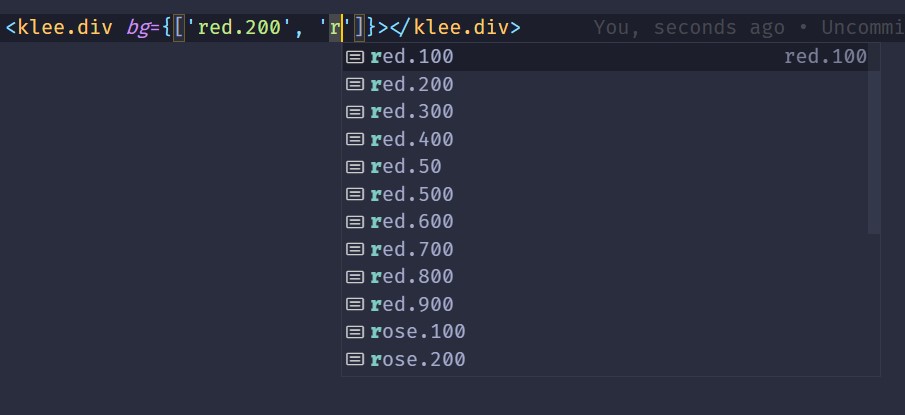 <klee.div bg={['red.200', 'r']}></klee.div> You, seconds ago • Uncommi
red.100 red.100
red.200
red.300
red.400
red.50
red.500
red.600
red.700
red.800
red.900
rose.100
rose.200